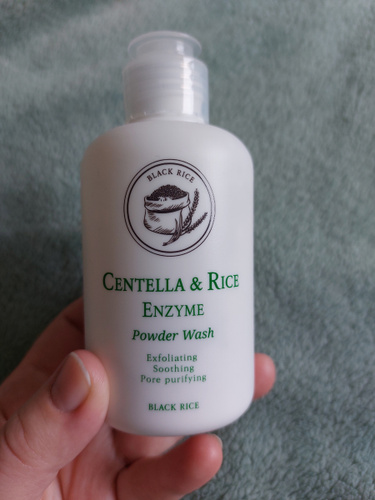 BLACK RICE
CENTELLA & RICE
ENZYME
Powder Wash
Exfoliating
Soothing
Pore purifying
BLACK RICE